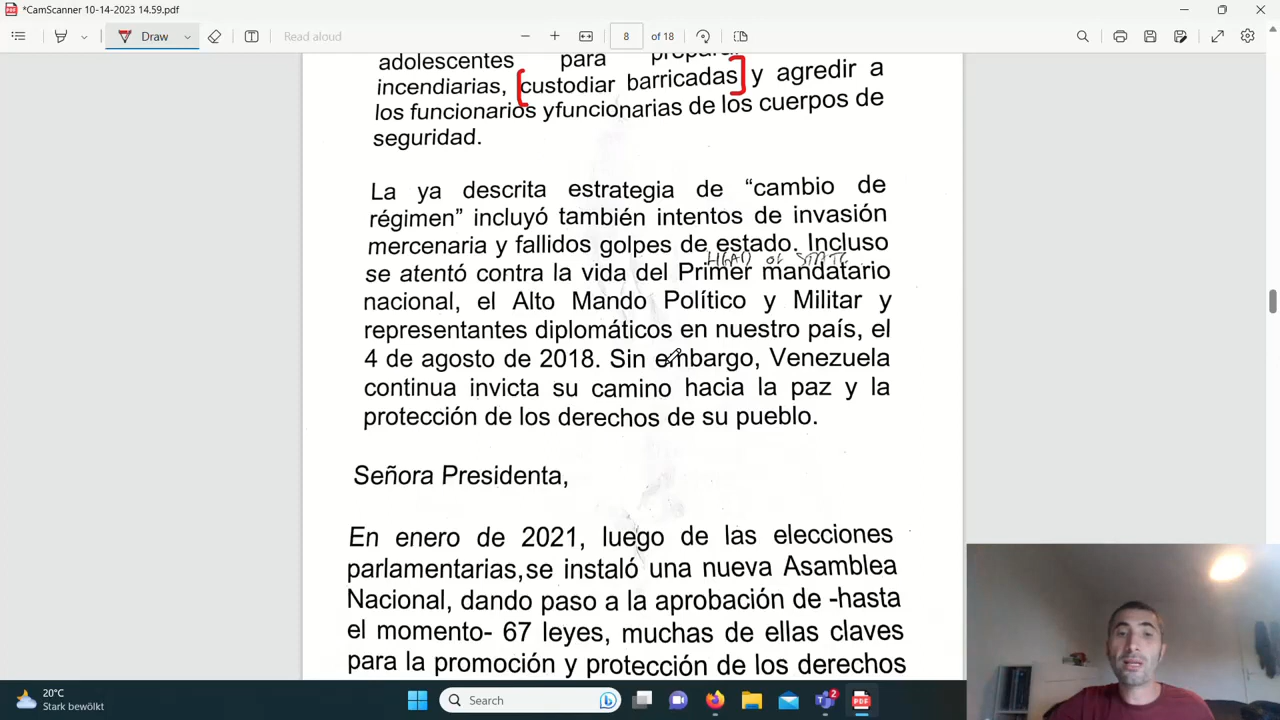 *CamScanner 10-14-2023 14.59.pdf
Draw
Read aloud
8 of 18
adolescentes para
incendiarias, [custodiar barricadas] y agredir a
los funcionarios yfuncionarias de los cuerpos de
seguridad.
La ya descrita estrategia de “cambio de
régimen” incluyó también intentos de invasión
mercenaria y fallidos golpes de estado. Incluso
HEAD of STATE
se atentó contra la vida del Primer mandatario
nacional, el Alto Mando Político y Militar y
representantes diplomáticos en nuestro país, el
4 de agosto de 2018. Sin embargo, Venezuela
continua invicta su camino hacia la paz y la
protección de los derechos de su pueblo.
Señora Presidenta,
En enero de 2021, luego de las elecciones
parlamentarias,se instaló una nueva Asamblea
Nacional, dando paso a la aprobación de -hasta
el momento- 67 leyes, muchas de ellas claves
para la promoción y protección de los derechos
20°C
Stark bewölkt
Search
2
PDF